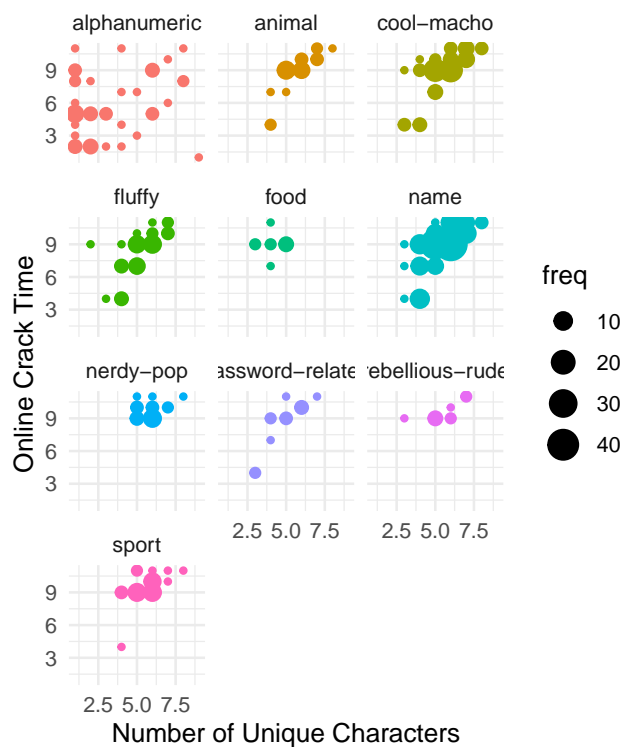 alphanumeric animal cool−macho
9
6
3
fluffy food name
9
6
3
nerdy−pop assword−relate rebellious−rude
9
6
3
2.5 5.0 7.5 2.5 5.0 7.5
sport
9
6
3
2.5 5.0 7.5
Number of Unique Characters
Online Crack Time
freq
10
20
30
40